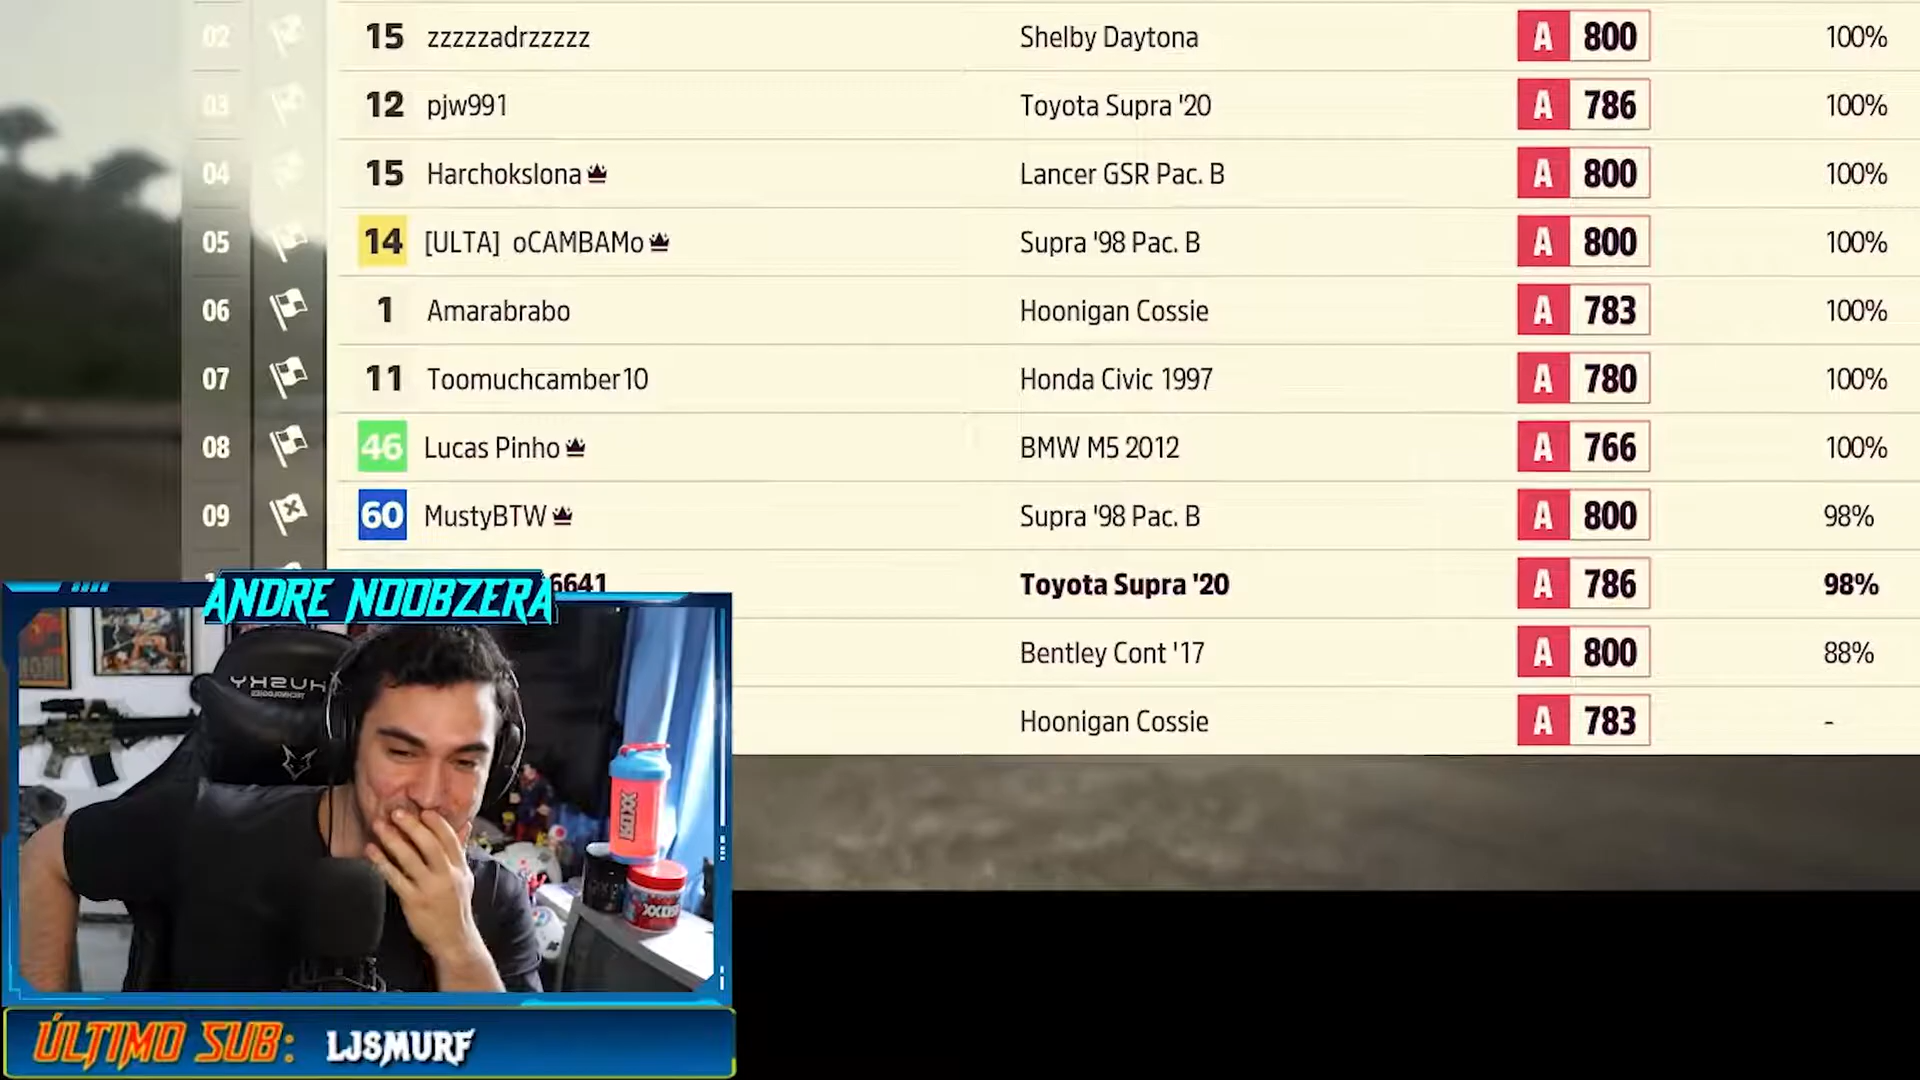 02 15 zzzzzadrzzzzz Shelby Daytona A 800 100%
03 12 pjw991 Toyota Supra '20 A 786 100%
04 15 Harchokslona Lancer GSR Pac. B A 800 100%
05 14 [ULTA] oCAMBAMo Supra '98 Pac. B A 800 100%
06 1 Amarabrabo Hoonigan Cossie A 783 100%
07 11 Toomuchcamber10 Honda Civic 1997 A 780 100%
08 46 Lucas Pinho BMW M5 2012 A 766 100%
09 60 MustyBTW Supra '98 Pac. B A 800 98%
6641 Toyota Supra '20 A 786 98%
Bentley Cont '17 A 800 88%
Hoonigan Cossie A 783 -
ANDRE NOOBZERA
HUSKY
TECHNOLOGIES
ÚLTIMO SUB: LJSMURF